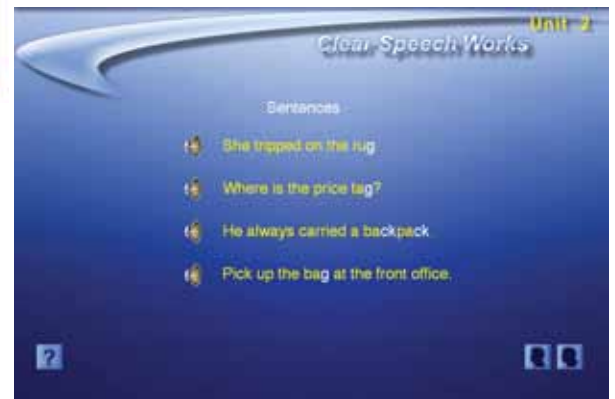 Unit 2
Clear Speech Works
Sentences
She tripped on the rug
Where is the price tag?
He always carried a backpack.
Pick up the bag at the front office.
?